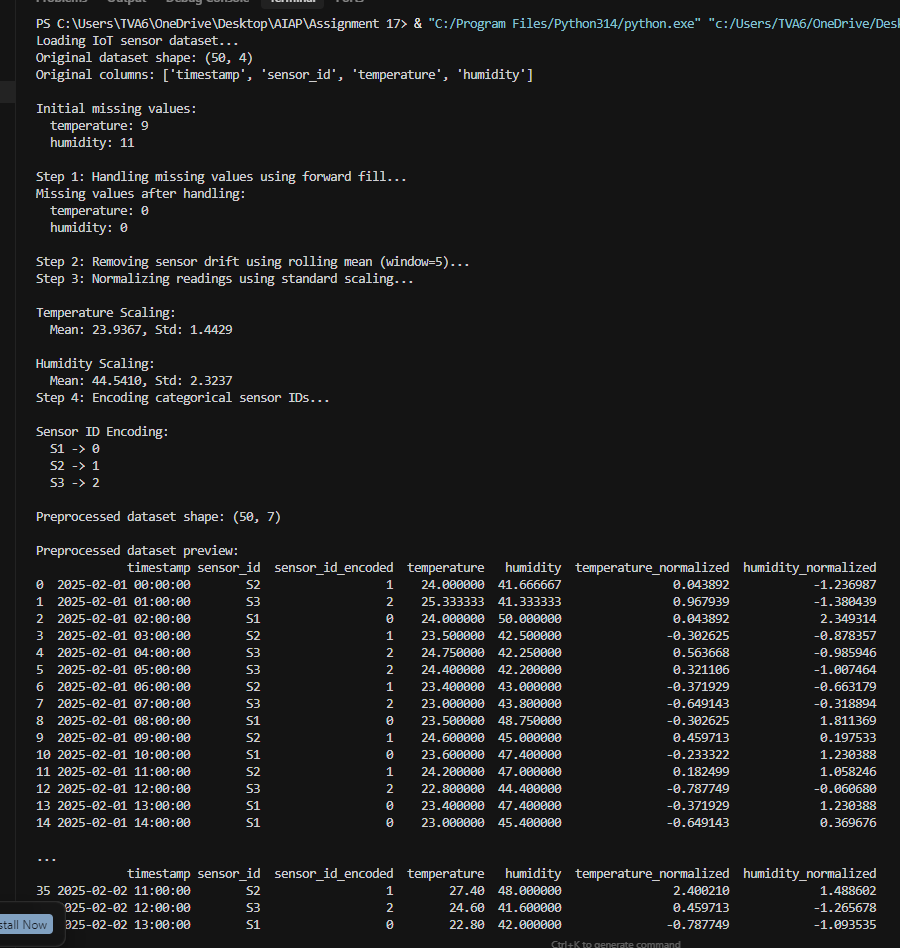 Terminal
PS C:\Users\TVA6\OneDrive\Desktop\AIAP\Assignment 17> & "C:/Program Files/Python314/python.exe" "c:/Users/TVA6/OneDrive/Desk
Loading IoT sensor dataset...
Original dataset shape: (50, 4)
Original columns: ['timestamp', 'sensor_id', 'temperature', 'humidity']
Initial missing values:
temperature: 9
humidity: 11
Step 1: Handling missing values using forward fill...
Missing values after handling:
temperature: 0
humidity: 0
Step 2: Removing sensor drift using rolling mean (window=5)...
Step 3: Normalizing readings using standard scaling...
Temperature Scaling:
Mean: 23.9367, Std: 1.4429
Humidity Scaling:
Mean: 44.5410, Std: 2.3237
Step 4: Encoding categorical sensor IDs...
Sensor ID Encoding:
S1 -> 0
S2 -> 1
S3 -> 2
Preprocessed dataset shape: (50, 7)
Preprocessed dataset preview:
timestamp sensor_id sensor_id_encoded temperature humidity temperature_normalized humidity_normalized
0 2025-02-01 00:00:00 S2 1 24.000000 41.666667 0.043892 -1.236987
1 2025-02-01 01:00:00 S3 2 25.333333 41.333333 0.967939 -1.380439
2 2025-02-01 02:00:00 S1 0 24.000000 50.000000 0.043892 2.349314
3 2025-02-01 03:00:00 S2 1 23.500000 42.500000 -0.302625 -0.878357
4 2025-02-01 04:00:00 S3 2 24.750000 42.250000 0.563668 -0.985946
5 2025-02-01 05:00:00 S3 2 24.400000 42.200000 0.321106 -1.007464
6 2025-02-01 06:00:00 S2 1 23.400000 43.000000 -0.371929 -0.663179
7 2025-02-01 07:00:00 S3 2 23.000000 43.800000 -0.649143 -0.318894
8 2025-02-01 08:00:00 S1 0 23.500000 48.750000 -0.302625 1.811369
9 2025-02-01 09:00:00 S2 1 24.600000 45.000000 0.459713 0.197533
10 2025-02-01 10:00:00 S1 0 23.600000 47.400000 -0.233322 1.230388
11 2025-02-01 11:00:00 S2 1 24.200000 47.000000 0.182499 1.058246
12 2025-02-01 12:00:00 S3 2 22.800000 44.400000 -0.787749 -0.060680
13 2025-02-01 13:00:00 S1 0 23.400000 47.400000 -0.371929 1.230388
14 2025-02-01 14:00:00 S1 0 23.000000 45.400000 -0.649143 0.369676
...
timestamp sensor_id sensor_id_encoded temperature humidity temperature_normalized humidity_normalized
35 2025-02-02 11:00:00 S2 1 27.40 48.000000 2.400210 1.488602
02-02 12:00:00 S3 2 24.60 41.600000 0.459713 -1.265678
stall Now 25-02-02 13:00:00 S1 0 22.80 42.000000 -0.787749 -1.093535
Ctrl+K to generate command